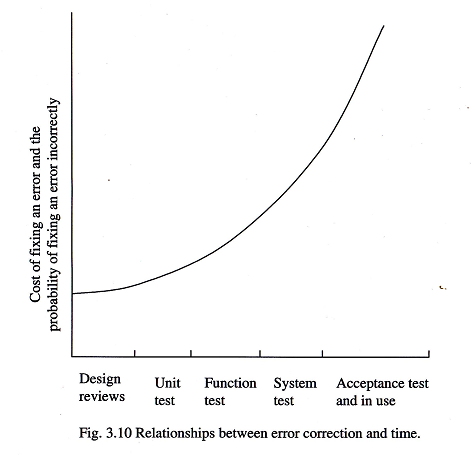 Cost of fixing an error and the
probability of fixing an error incorrectly
Design
reviews
Unit
test
Function
test
System
test
Acceptance test
and in use
Fig. 3.10 Relationships between error correction and time.